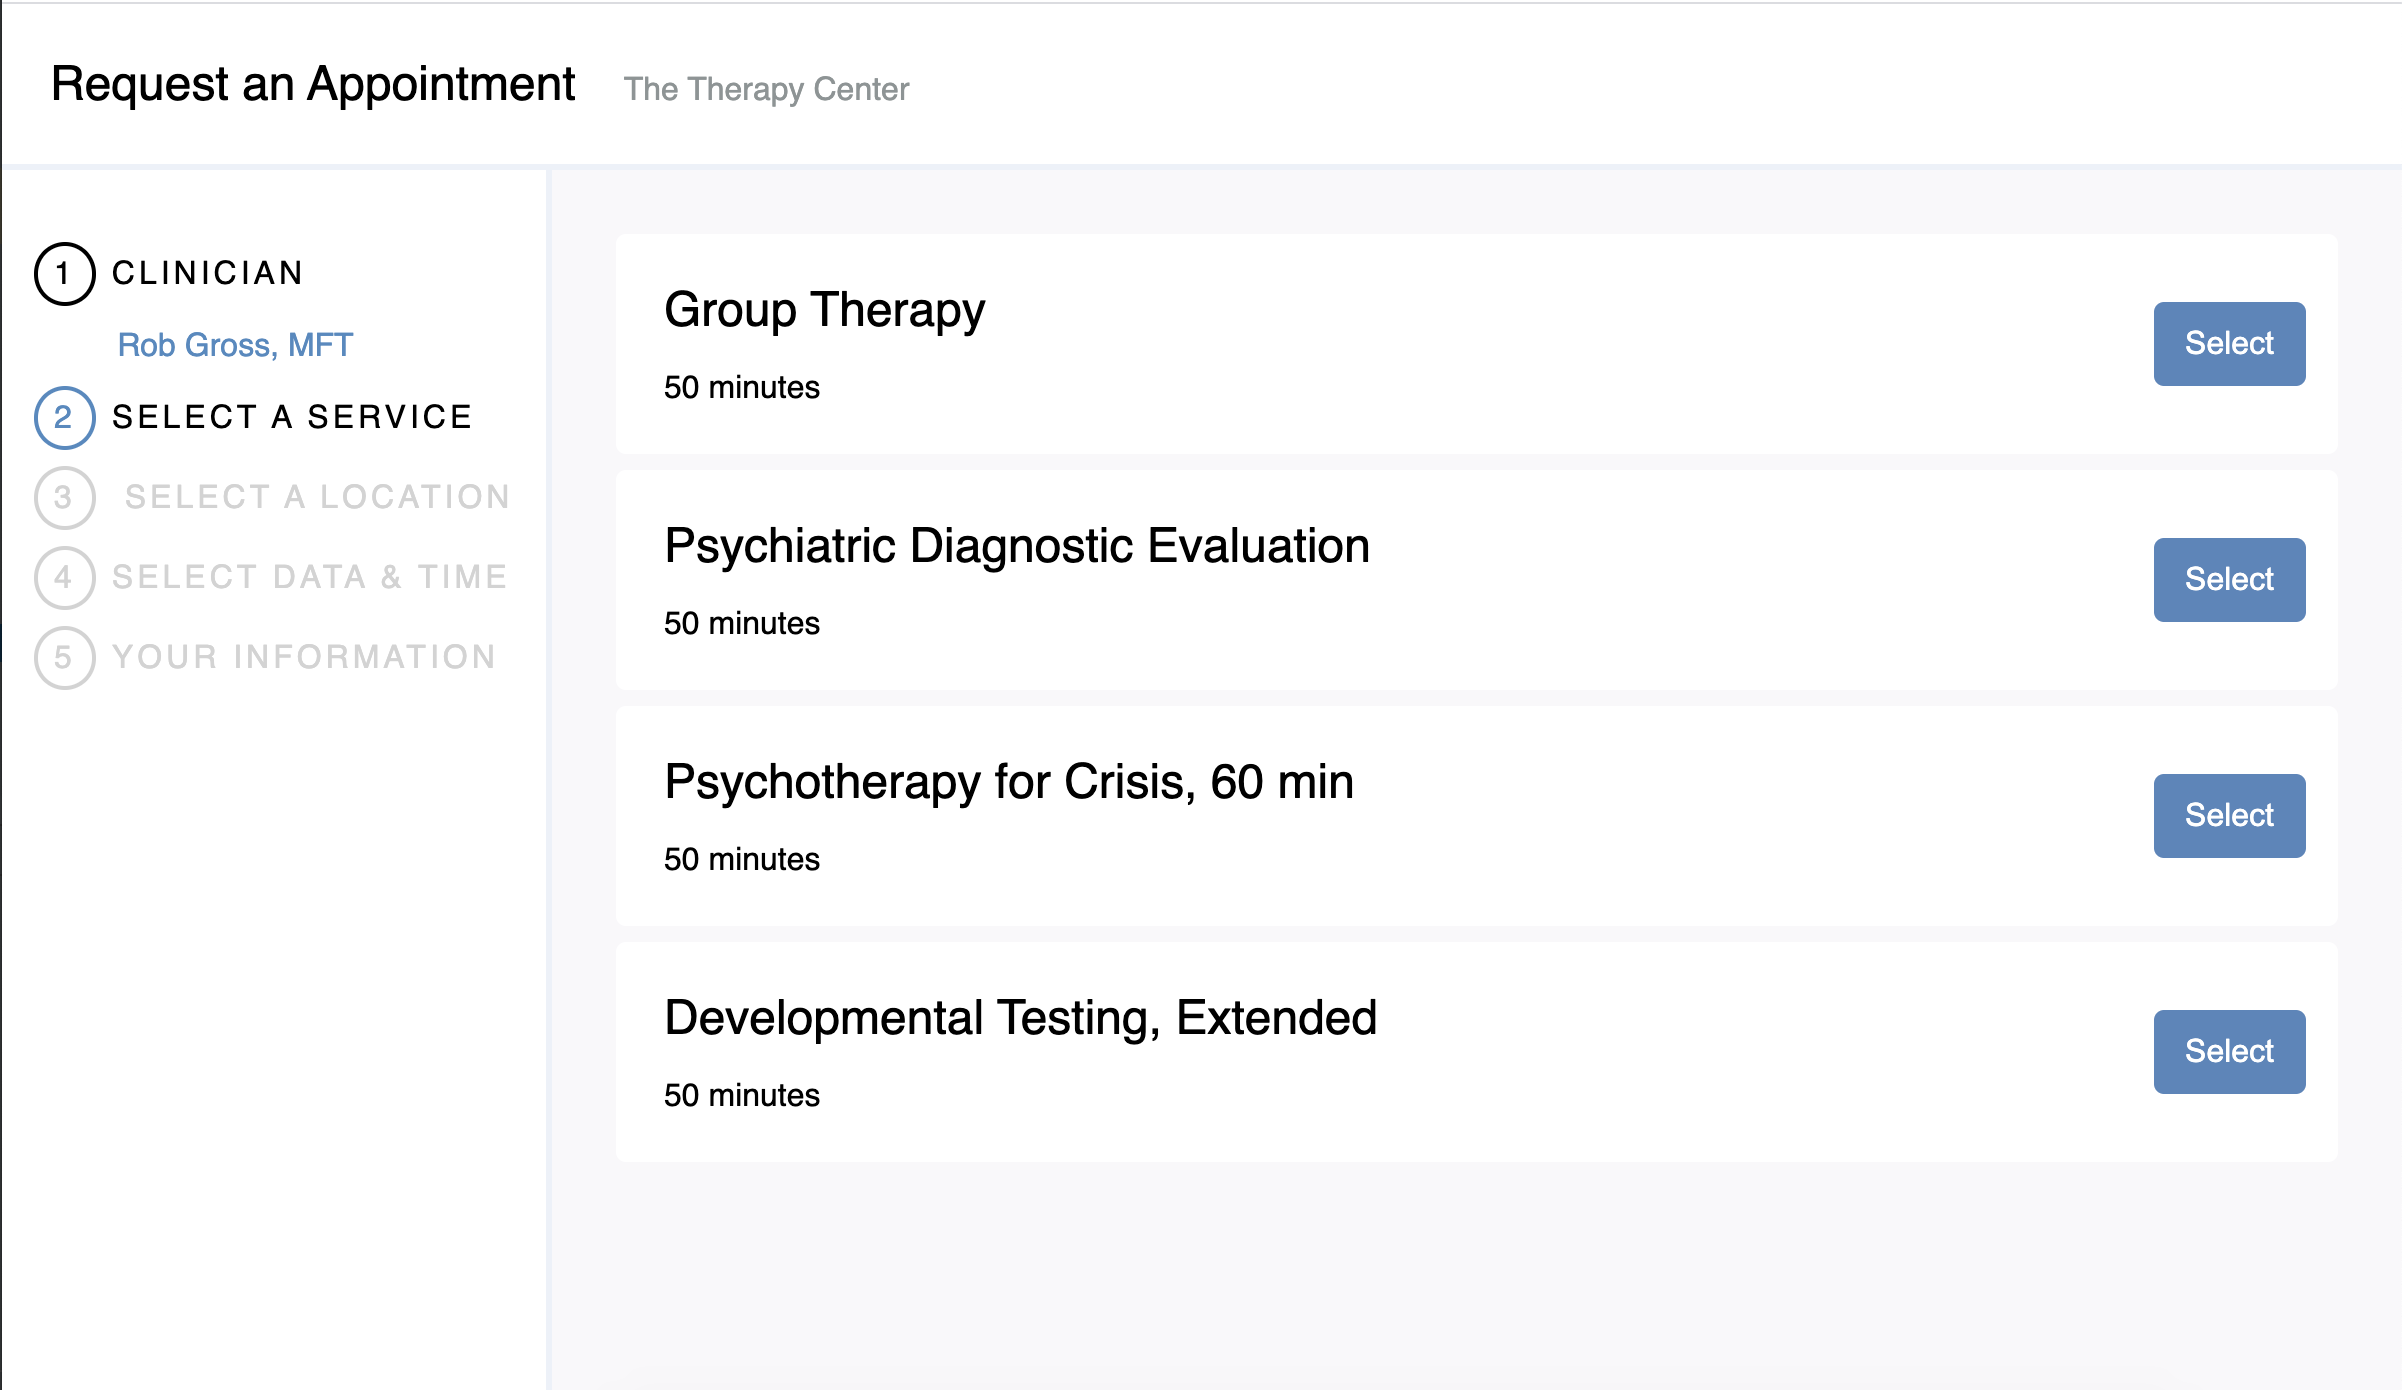 Request an Appointment The Therapy Center
1 CLINICIAN
Rob Gross, MFT
2 SELECT A SERVICE
3 SELECT A LOCATION
4 SELECT DATA & TIME
5 YOUR INFORMATION
Group Therapy
50 minutes
Select
Psychiatric Diagnostic Evaluation
50 minutes
Select
Psychotherapy for Crisis, 60 min
50 minutes
Select
Developmental Testing, Extended
50 minutes
Select